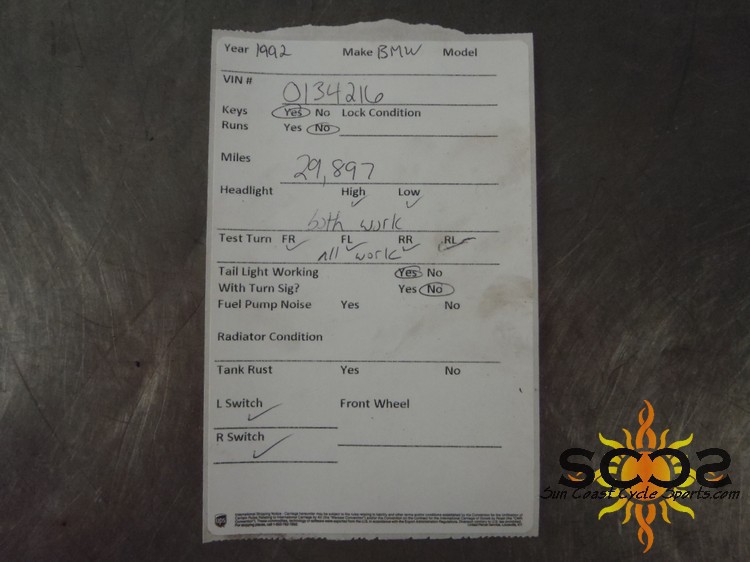 Year 1992 Make BMW Model
VIN # 0134216
Keys Yes No Lock Condition
Runs Yes No
Miles 29,897
Headlight High Low
both work
Test Turn FR FL RR RL
All work
Tail Light Working Yes No
With Turn Sig? Yes No
Fuel Pump Noise Yes No
Radiator Condition
Tank Rust Yes No
L Switch Front Wheel
R Switch
SCCS
Sun Coast Cycle Sports.com